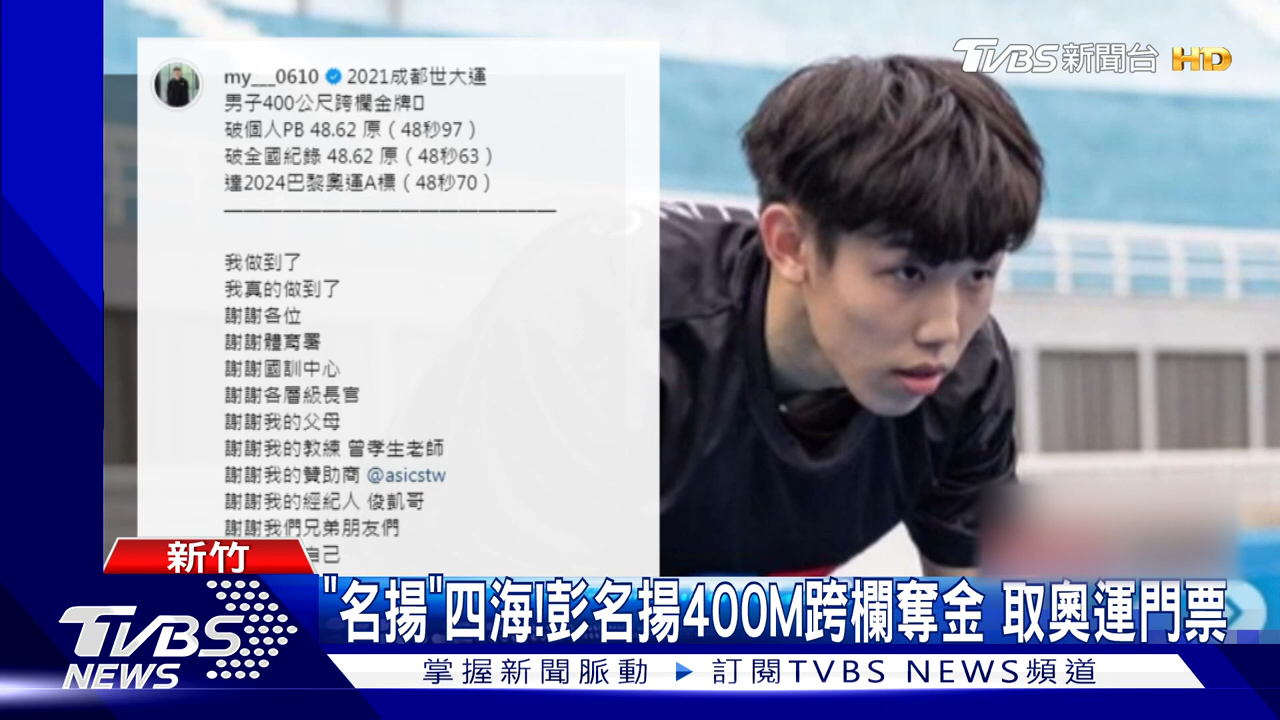 TVBS新聞台 HD
my___0610 2021成都世大運
男子400公尺跨欄金牌
破個人PB 48.62 原（48秒97）
破全國紀錄 48.62 原（48秒63）
達2024巴黎奧運A標（48秒70）
我做到了
我真的做到了
謝謝各位
謝謝體育署
謝謝國訓中心
謝謝各層級長官
謝謝我的父母
謝謝我的教練 曾孝生老師
謝謝我的贊助商 @asicstw
謝謝我的經紀人 俊凱哥
謝謝我們兄弟朋友們
自己
新竹
"名揚"四海!彭名揚400M跨欄奪金 取奧運門票
TVBS NEWS
掌握新聞脈動 ▶ 訂閱TVBS NEWS頻道